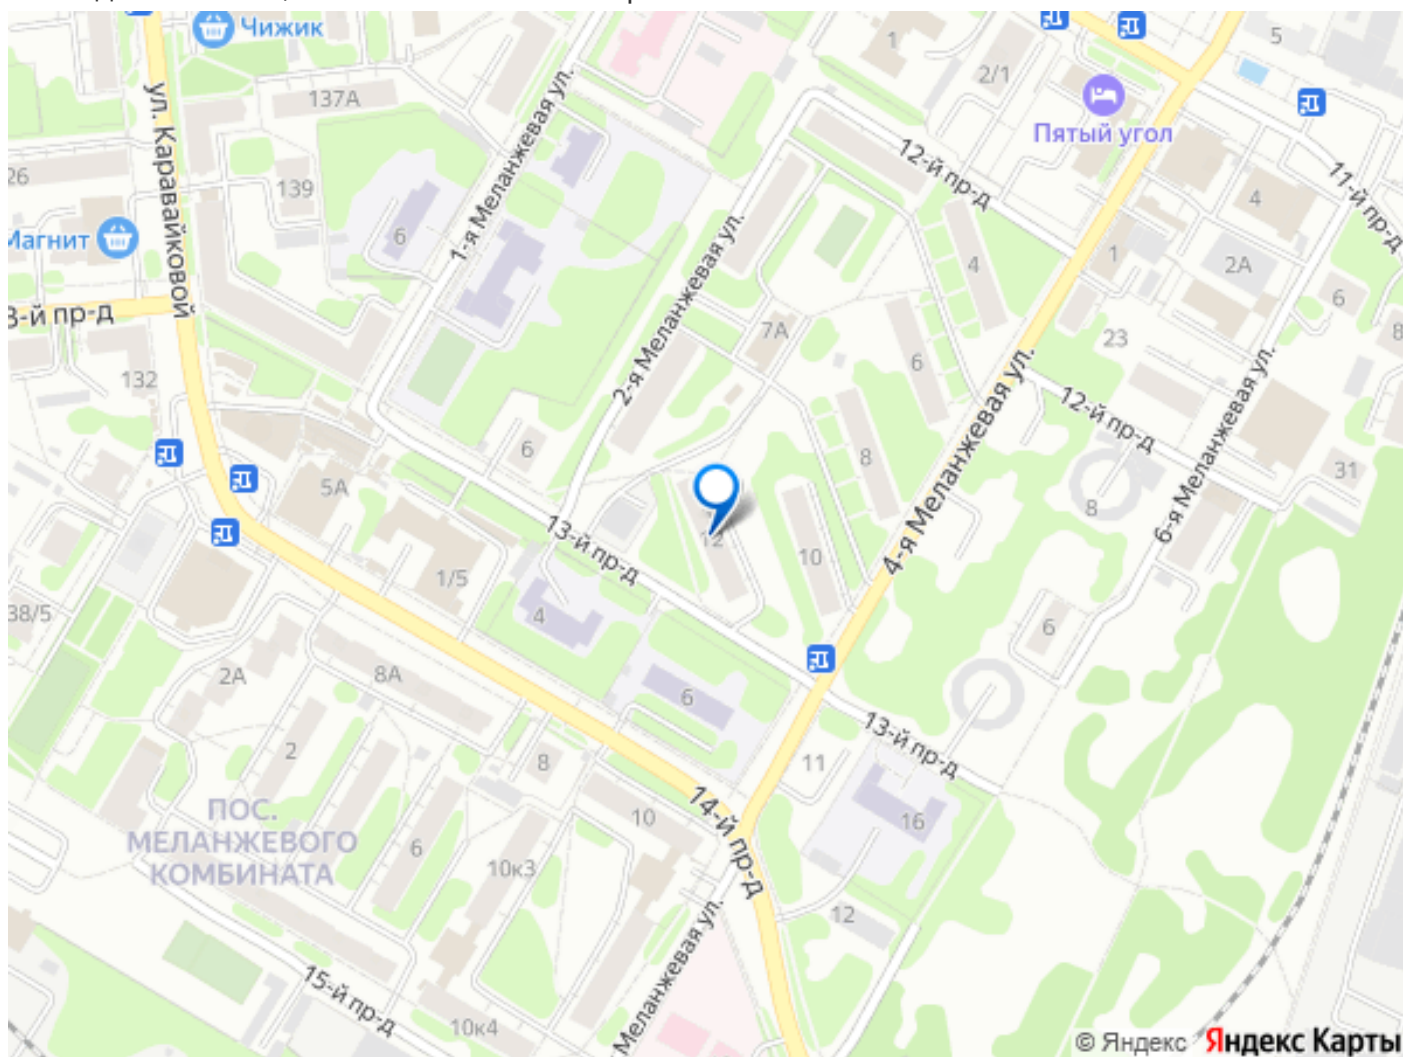 Чижик
1
5
2/1
137А
Пятый угол
ул. Каравайковой
1-я Меланжевая ул.
12-й пр-д
11-й пр-д
26
139
4
Магнит
6
2-я Меланжевая ул.
4
1
2А
3-й пр-д
6
7А
23
8
132
6
12-й пр-д
6-я Меланжевая ул.
4-я Меланжевая ул.
6
8
31
5А
8
12
13-й пр-д
10
1/5
38/5
4
6
2А
8А
6
13-й пр-д
2
8
11
14-й пр-д
10
16
ПОС.
МЕЛАНЖЕВОГО
КОМБИНАТА
6
10к3
12
Меланжевая ул.
15-й пр-д
10к4
© Яндекс Яндекс Карты